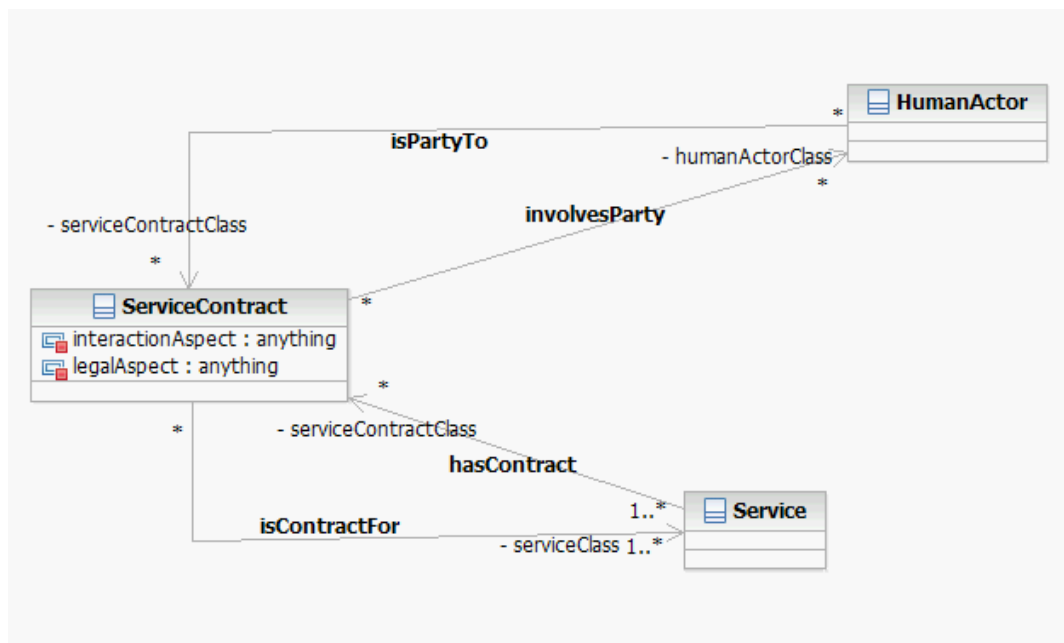 HumanActor
*
isPartyTo
- humanActorClass
*
involvesParty
- serviceContractClass
*
ServiceContract
*
interactionAspect : anything
legalAspect : anything
*
*
- serviceContractClass
hasContract
1..*
Service
isContractFor
- serviceClass 1..*